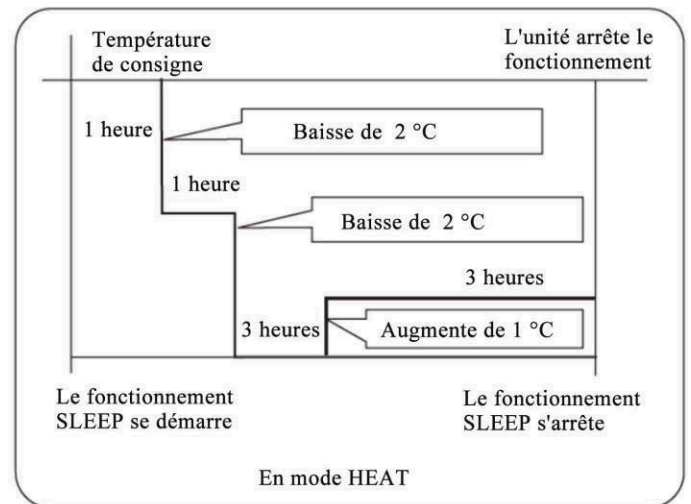 Température
de consigne
L'unité arrête le
fonctionnement
1 heure
Baisse de 2 °C
1 heure
Baisse de 2 °C
3 heures
3 heures
Augmente de 1 °C
Le fonctionnement
SLEEP se démarre
Le fonctionnement
SLEEP s'arrête
En mode HEAT